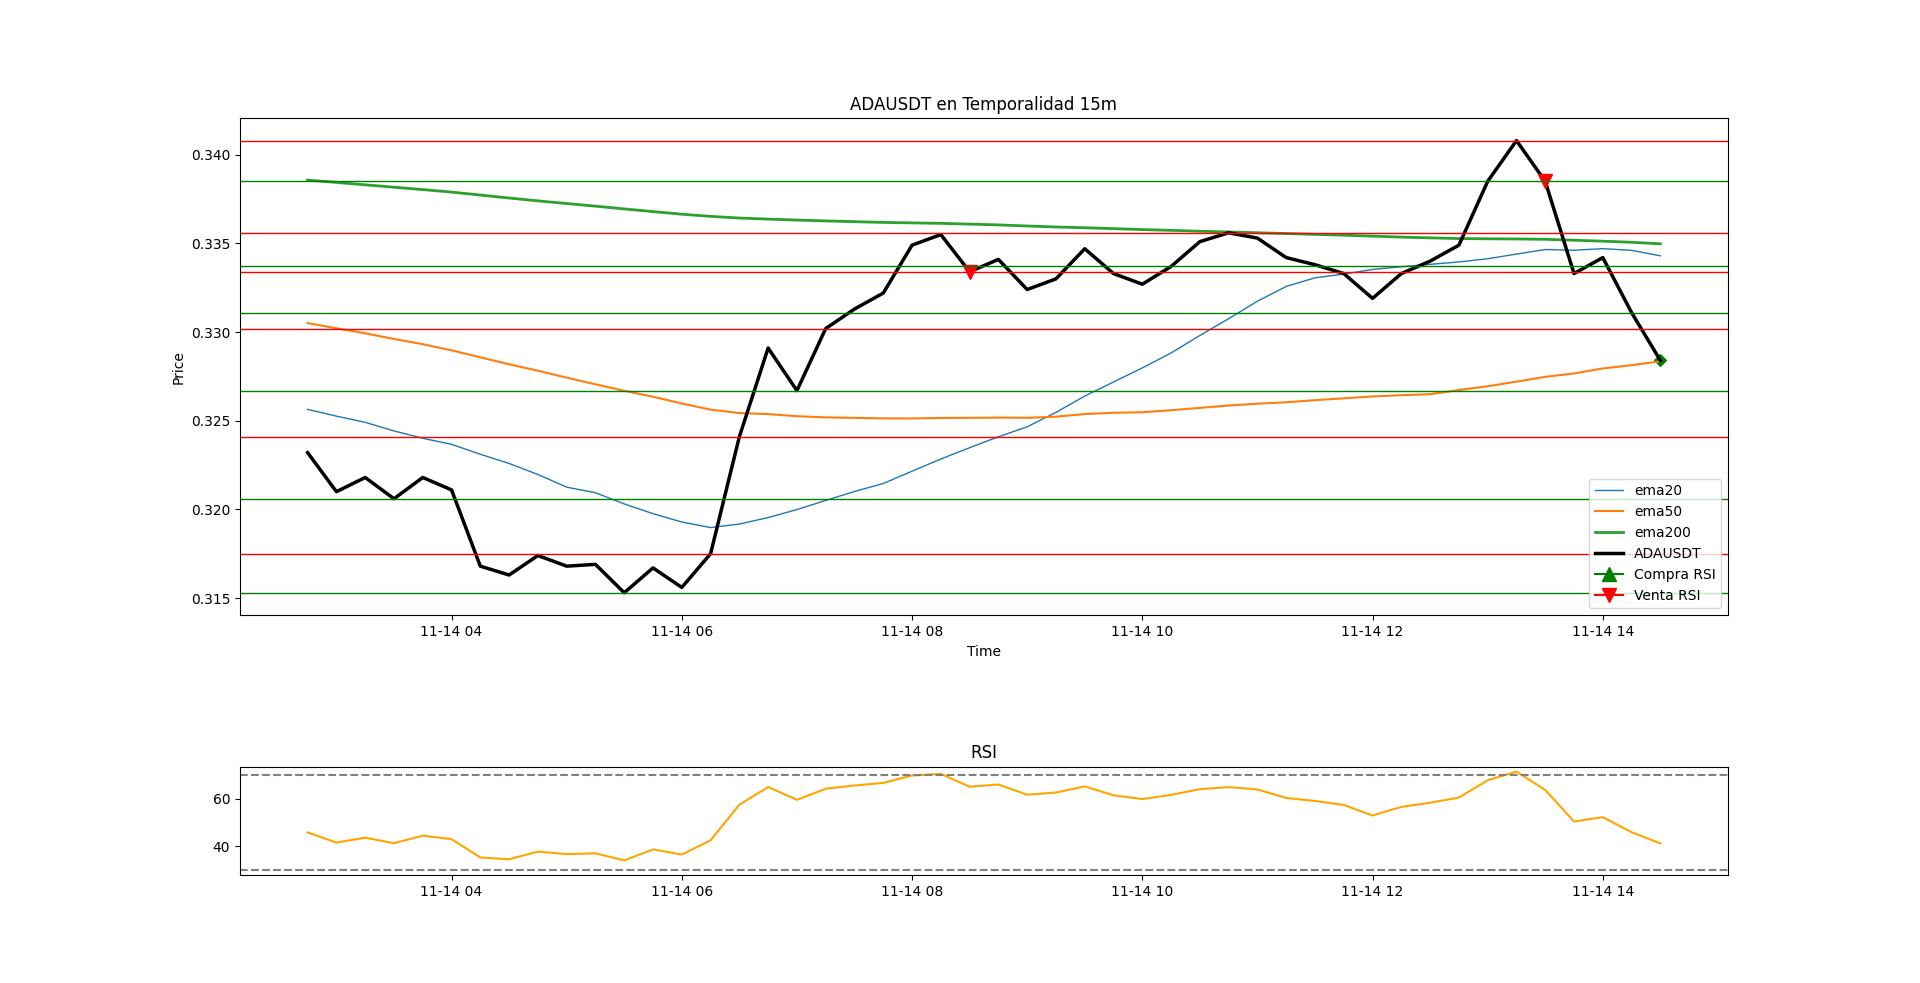 ADAUSDT en Temporalidad 15m
Price
0.340
0.335
0.330
0.325
0.320
0.315
ema20
ema50
ema200
ADAUSDT
Compra RSI
Venta RSI
11-14 04 11-14 06 11-14 08 11-14 10 11-14 12 11-14 14
Time
RSI
60
40
11-14 04 11-14 06 11-14 08 11-14 10 11-14 12 11-14 14